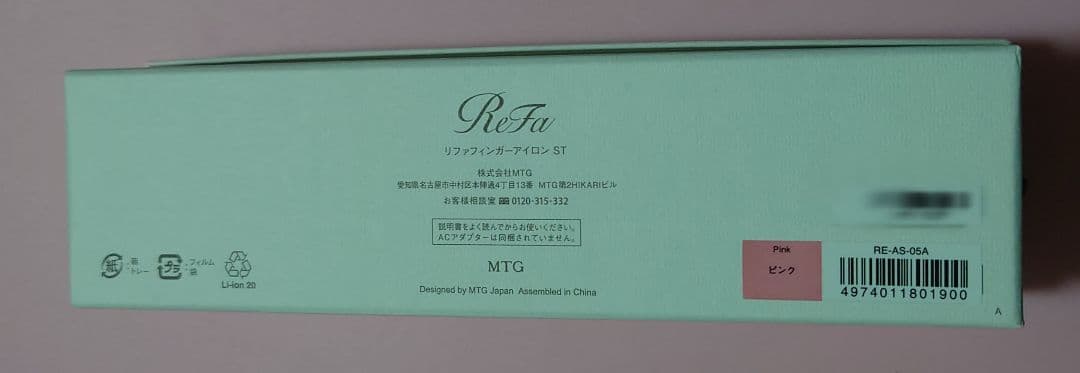 ReFa
リファフィンガーアイロン ST
株式会社MTG
愛知県名古屋市中村区本陣通4丁目13番 MTG第2HIKARIビル
お客様相談室 0120-315-332
説明書をよく読んでからお使いください。
ACアダプターは同梱されていません。
MTG
Designed by MTG Japan Assembled in China
紙
箱
トレー
プラ
フィルム
袋
Li-ion 20
Pink
ピンク
RE-AS-05A
4974011801900
A